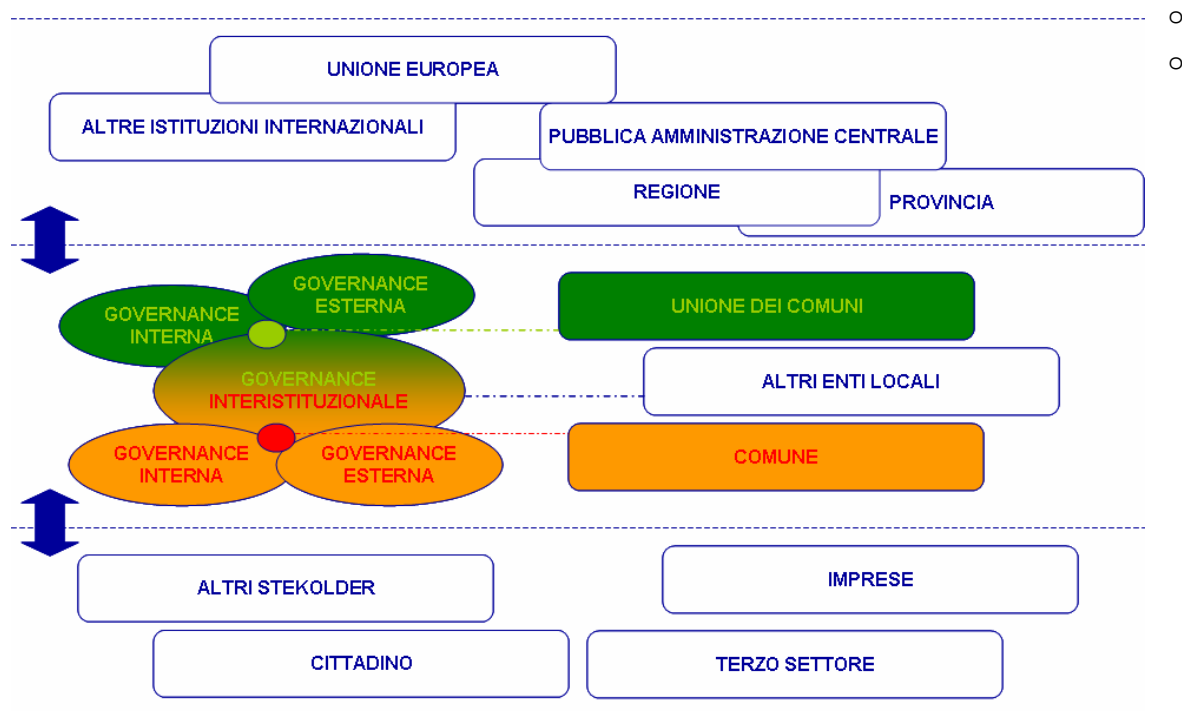 UNIONE EUROPEA
ALTRE ISTITUZIONI INTERNAZIONALI
PUBBLICA AMMINISTRAZIONE CENTRALE
REGIONE
PROVINCIA
GOVERNANCE
ESTERNA
GOVERNANCE
INTERNA
UNIONE DEI COMUNI
GOVERNANCE
INTERISTITUZIONALE
ALTRI ENTI LOCALI
GOVERNANCE
INTERNA
GOVERNANCE
ESTERNA
COMUNE
ALTRI STEKOLDER
IMPRESE
CITTADINO
TERZO SETTORE